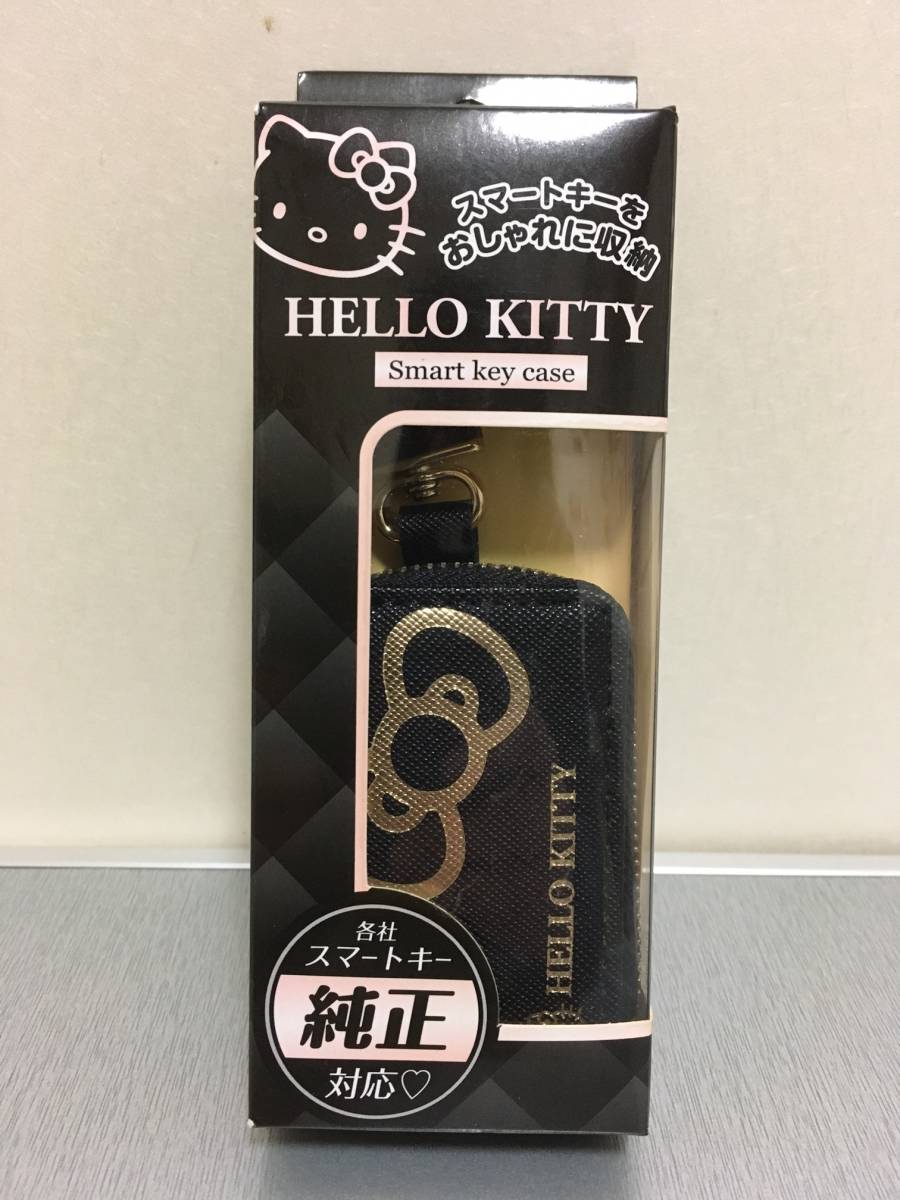 スマートキーを
おしゃれに収納
HELLO KITTY
Smart key case
HELLO KITTY
各社
スマートキー
純正
対応♡